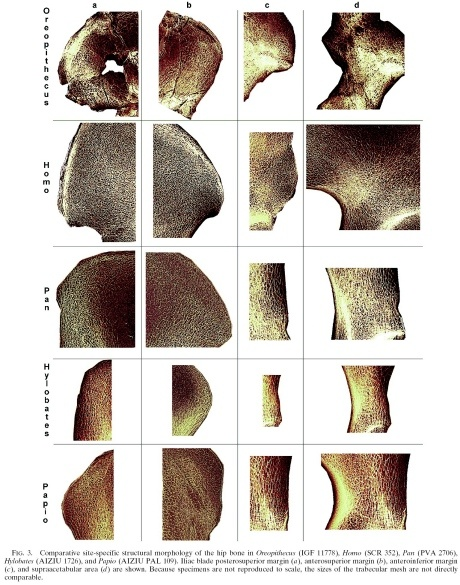 a b c d
Oreopithecus
Homo
Pan
Hylobates
Papio
FIG. 3. Comparative site-specific structural morphology of the hip bone in Oreopithecus (IGF 11778), Homo (SCR 352), Pan (PVA 2706),
Hylobates (AIZIU 1726), and Papio (AIZIU PAL 109). Iliac blade posterosuperior margin (a), anterosuperior margin (b), anteroinferior margin
(c), and supraacetabular area (d) are shown. Because specimens are not reproduced to scale, the sizes of the trabecular mesh are not directly
comparable.